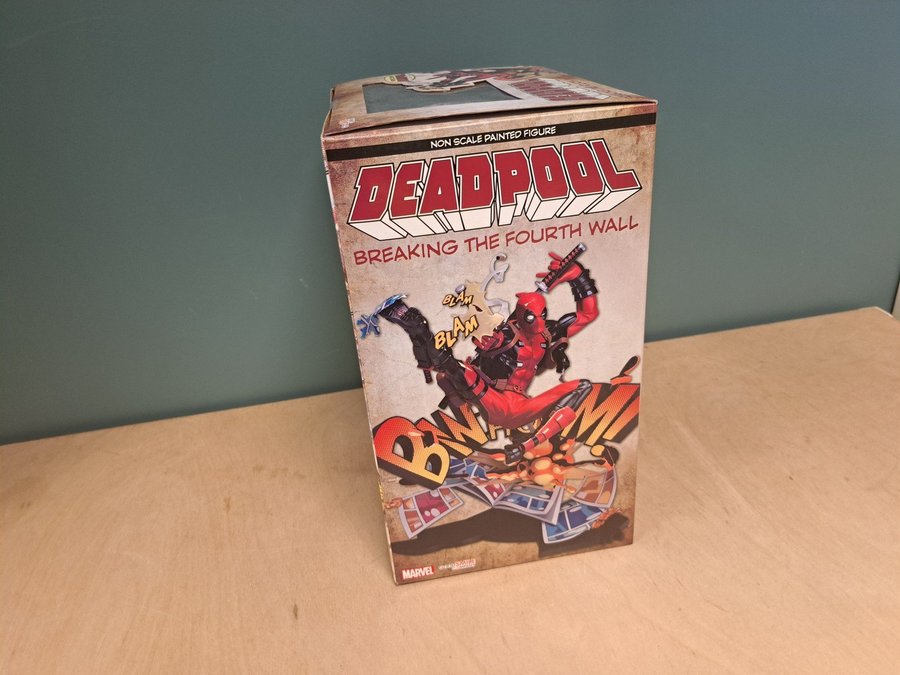 NON SCALE PAINTED FIGURE
DEADPOOL
BREAKING THE FOURTH WALL
BLAM
BLAM
MARVEL